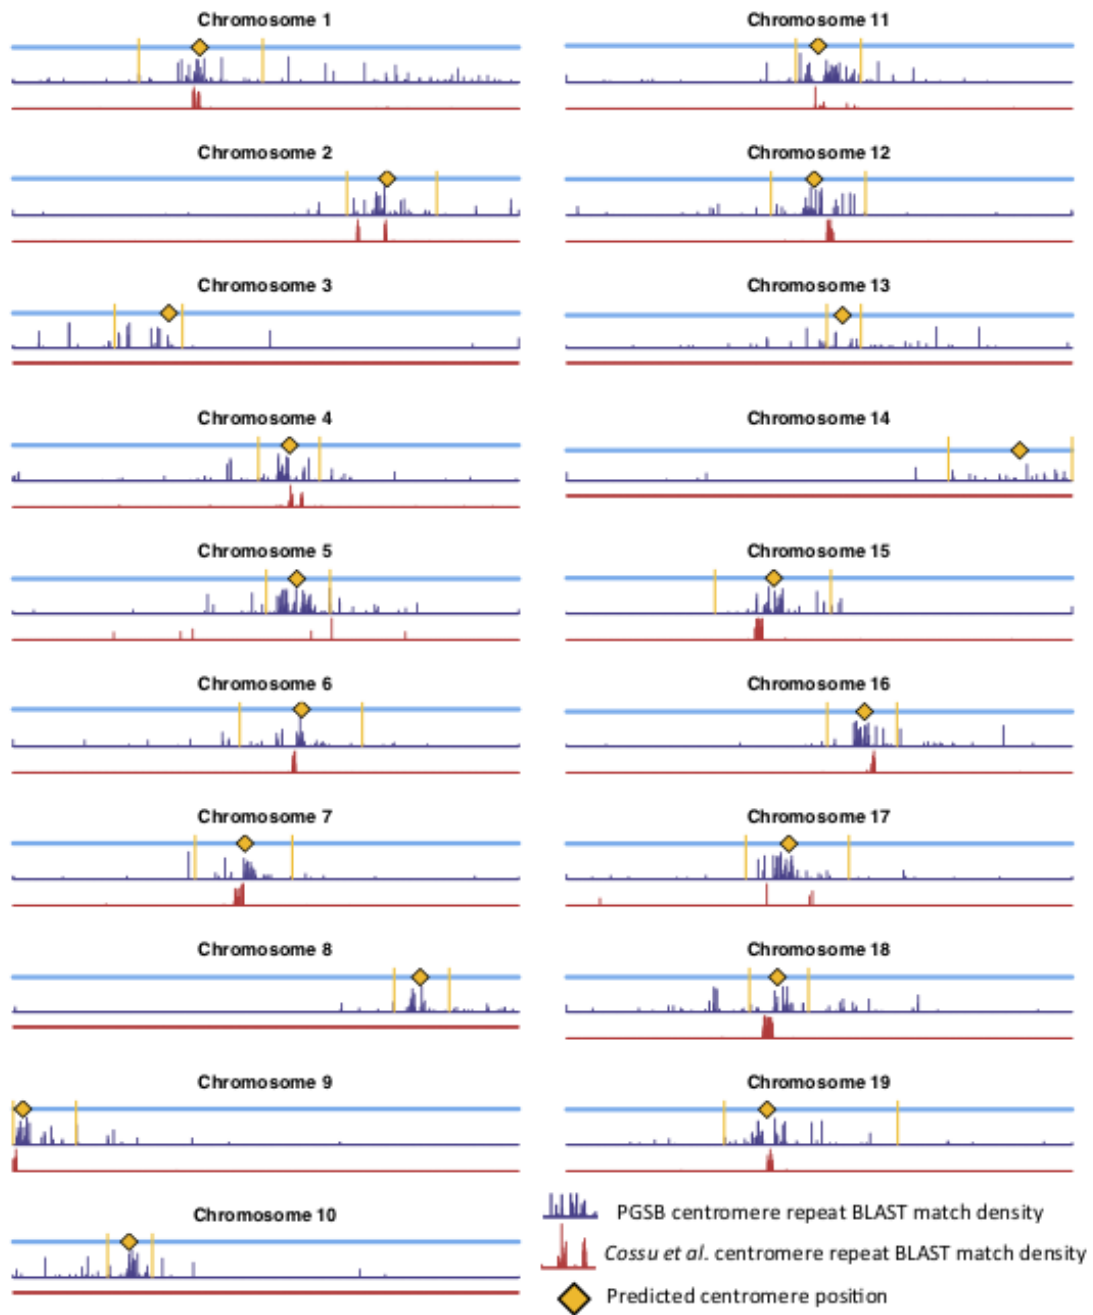 Chromosome 1
Chromosome 2
Chromosome 3
Chromosome 4
Chromosome 5
Chromosome 6
Chromosome 7
Chromosome 8
Chromosome 9
Chromosome 10
Chromosome 11
Chromosome 12
Chromosome 13
Chromosome 14
Chromosome 15
Chromosome 16
Chromosome 17
Chromosome 18
Chromosome 19
PGSB centromere repeat BLAST match density
Cossu et al. centromere repeat BLAST match density
Predicted centromere position